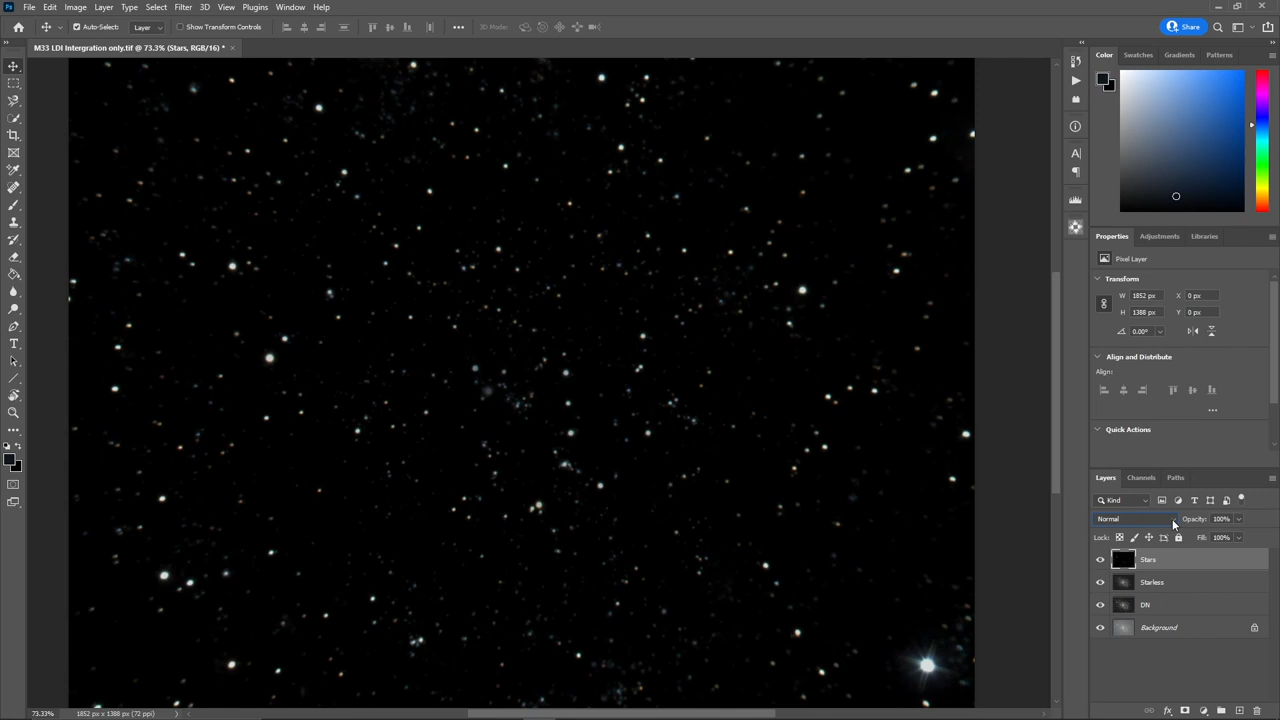 Ps File Edit Image Layer Type Select Filter 3D View Plugins Window Help
Auto-Select: Layer Show Transform Controls 3D Mode: Share
M33 LDI Intergration only.tif @ 73.3% (Stars, RGB/16) *
Color Swatches Gradients Patterns
Properties Adjustments Libraries
Pixel Layer
Transform
W 1852 px X 0 px
H 1388 px Y 0 px
0.00°
Align and Distribute
Align:
Quick Actions
Layers Channels Paths
Kind
Normal Opacity: 100%
Lock: Fill: 100%
Stars
Starless
DN
Background
73.33% 1852 px x 1388 px (72 ppi)